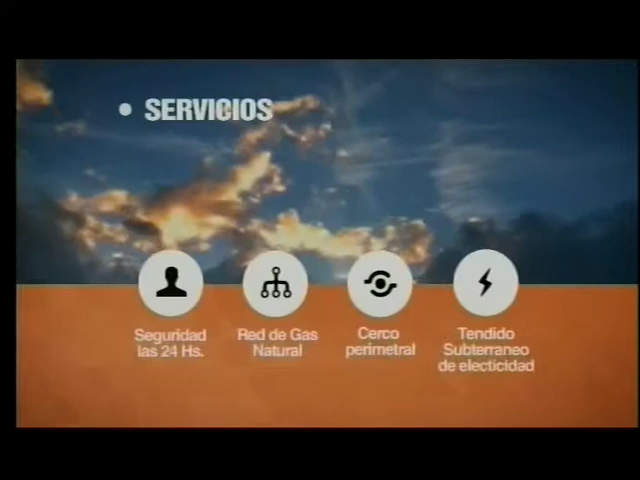 • SERVICIOS
Seguridad
las 24 Hs.
Red de Gas
Natural
Cerco
perimetral
Tendido
Subterraneo
de electicidad